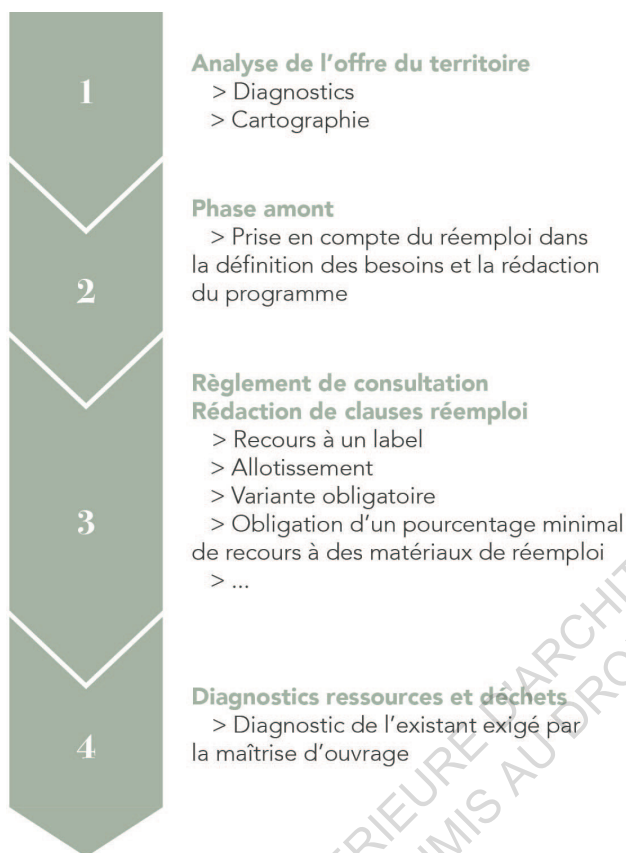 1
Analyse de l'offre du territoire
> Diagnostics
> Cartographie
2
Phase amont
> Prise en compte du réemploi dans
la définition des besoins et la rédaction
du programme
3
Règlement de consultation
Rédaction de clauses réemploi
> Recours à un label
> Allotissement
> Variante obligatoire
> Obligation d'un pourcentage minimal
de recours à des matériaux de réemploi
> ...
4
Diagnostics ressources et déchets
> Diagnostic de l'existant exigé par
la maîtrise d'ouvrage